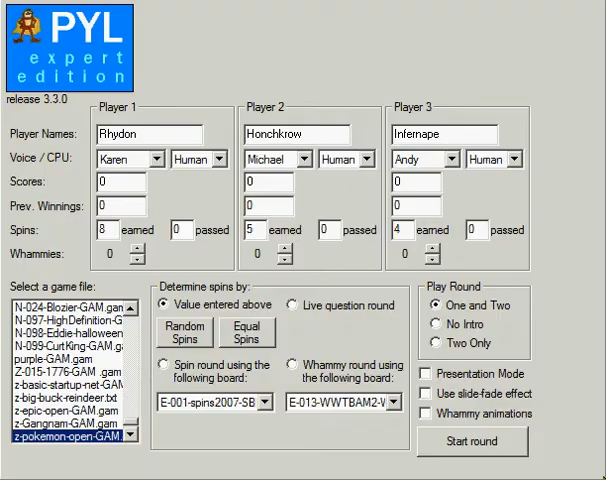 PYL
expert
edition
release 3.3.0
Player 1
Player 2
Player 3
Player Names:
Rhydon
Honchkrow
Infernape
Voice / CPU:
Karen
Human
Michael
Human
Andy
Human
Scores:
0
0
0
Prev. Winnings:
0
0
0
Spins:
8 earned
0 passed
5 earned
0 passed
4 earned
0 passed
Whammies:
0
0
0
Select a game file:
N-024-Blozier-GAM.gam
N-097-HighDefinition-G
N-098-Eddie-halloween
N-099-CurtKing-GAM.ga
purple-GAM.gam
Z-015-1776-GAM .gam
z-basic-startup-net-GAM
z-big-buck-reindeer.txt
z-epic-open-GAM.gam
z-Gangnam-GAM.gam
z-pokemon-open-GAM.
Determine spins by:
Value entered above
Live question round
Random
Spins
Equal
Spins
Spin round using the
following board:
Whammy round using
the following board:
E-001-spins2007-SB
E-013-WWTBAM2-W
Play Round
One and Two
No Intro
Two Only
Presentation Mode
Use slide-fade effect
Whammy animations
Start round